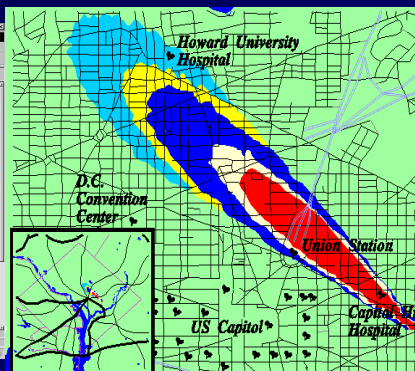 Howard University
Hospital
D.C.
Convention
Center
Union Station
US Capitol
Capitol H
Hospital